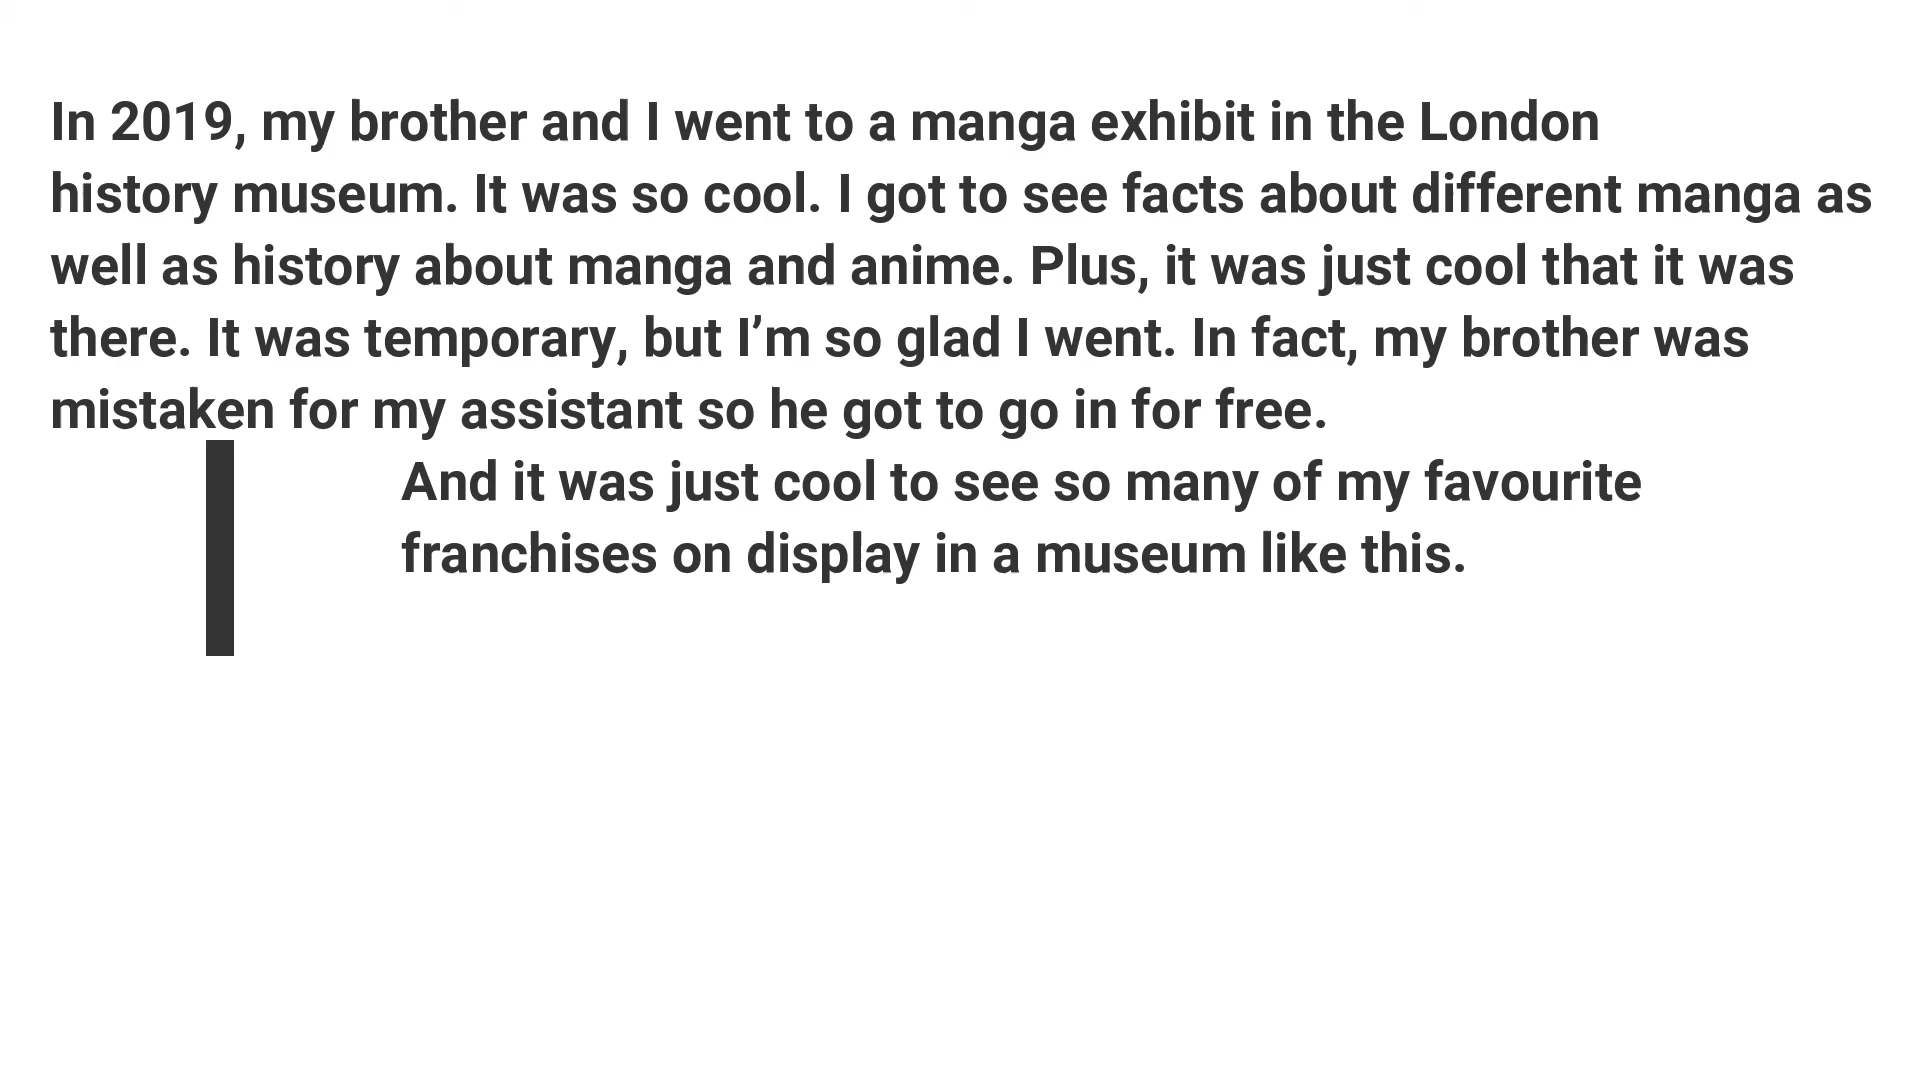 In 2019, my brother and I went to a manga exhibit in the London
history museum. It was so cool. I got to see facts about different manga as
well as history about manga and anime. Plus, it was just cool that it was
there. It was temporary, but I’m so glad I went. In fact, my brother was
mistaken for my assistant so he got to go in for free.
And it was just cool to see so many of my favourite
franchises on display in a museum like this.